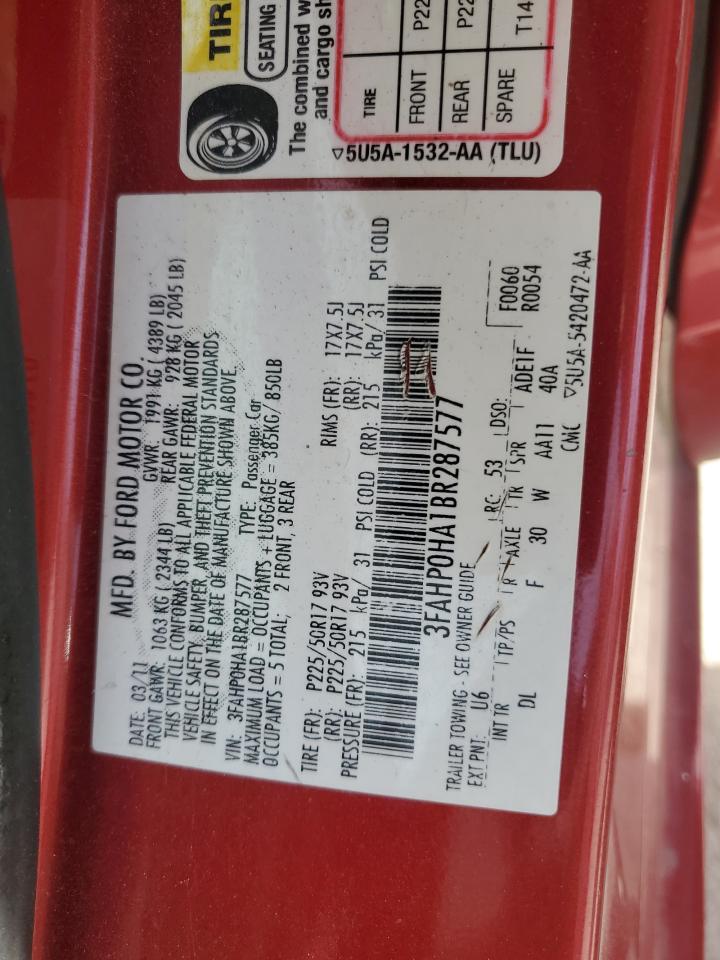 TIR
SEATING
The combined w
and cargo sh
TIRE
FRONT P22
REAR P22
SPARE T14
▽5U5A-1532-AA (TLU)
MFD. BY FORD MOTOR CO.
DATE: 03/11 GVWR: 1991 KG ( 4389 LB)
FRONT GAWR: 1063 KG ( 2344 LB) REAR GAWR: 928 KG ( 2045 LB)
THIS VEHICLE CONFORMS TO ALL APPLICABLE FEDERAL MOTOR
VEHICLE SAFETY, BUMPER, AND THEFT PREVENTION STANDARDS
IN EFFECT ON THE DATE OF MANUFACTURE SHOWN ABOVE.
VIN: 3FAHP0HA1BR287577 TYPE: Passenger Car
MAXIMUM LOAD = OCCUPANTS + LUGGAGE = 385KG/ 850LB
OCCUPANTS = 5 TOTAL: 2 FRONT, 3 REAR
TIRE (FR): P225/50R17 93V RIMS (FR): 17X7.5J
(RR): P225/50R17 93V (RR): 17X7.5J
PRESSURE (FR): 215 kPa/ 31 PSI COLD (RR): 215 kPa/ 31 PSI COLD
3FAHP0HA1BR287577
TRAILER TOWING - SEE OWNER GUIDE
EXT PNT: U6 RC: 53 DSO: F0060
R0054
INT TR TP/PS R AXLE TR SPR
DL F 30 W AA11 ADE1F
40A
CMC ▽5U5A-5420472-AA